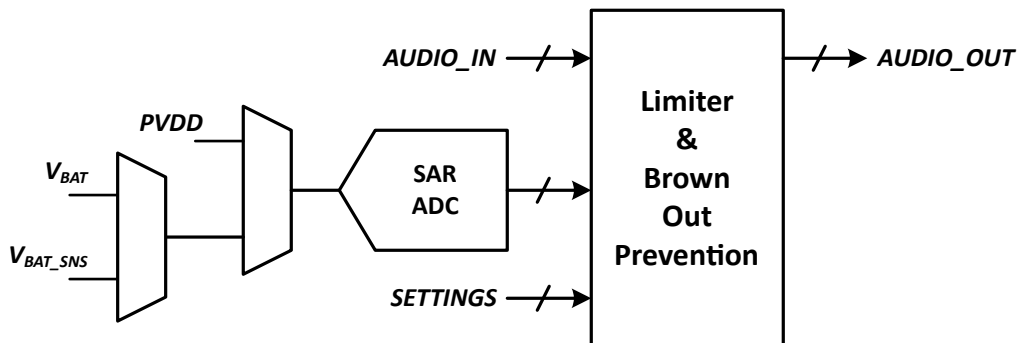 AUDIO_IN
AUDIO_OUT
PVDD
V_BAT
V_BAT_SNS
SAR
ADC
SETTINGS
Limiter
&
Brown
Out
Prevention